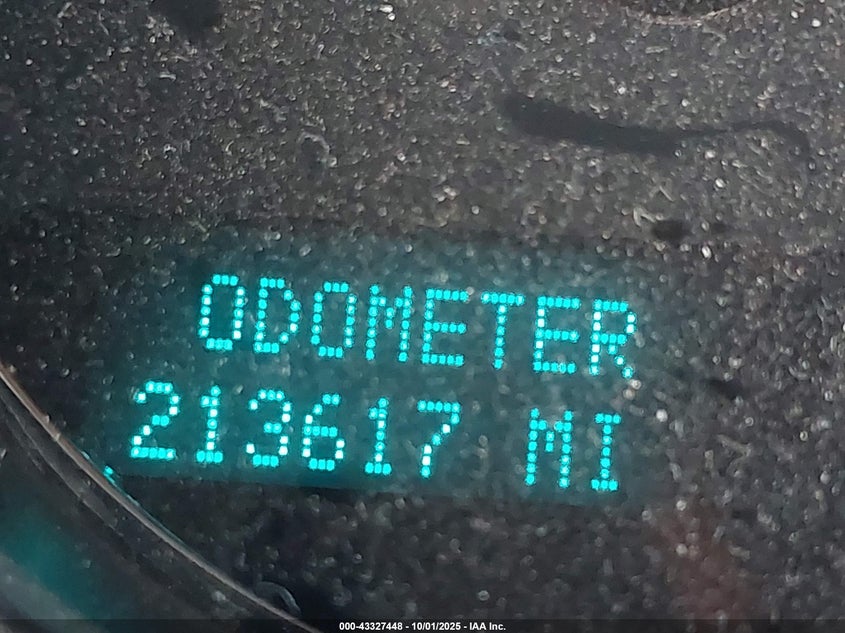 ODOMETER
213617 MI
000-43327448 - 10/01/2025 - IAA Inc.